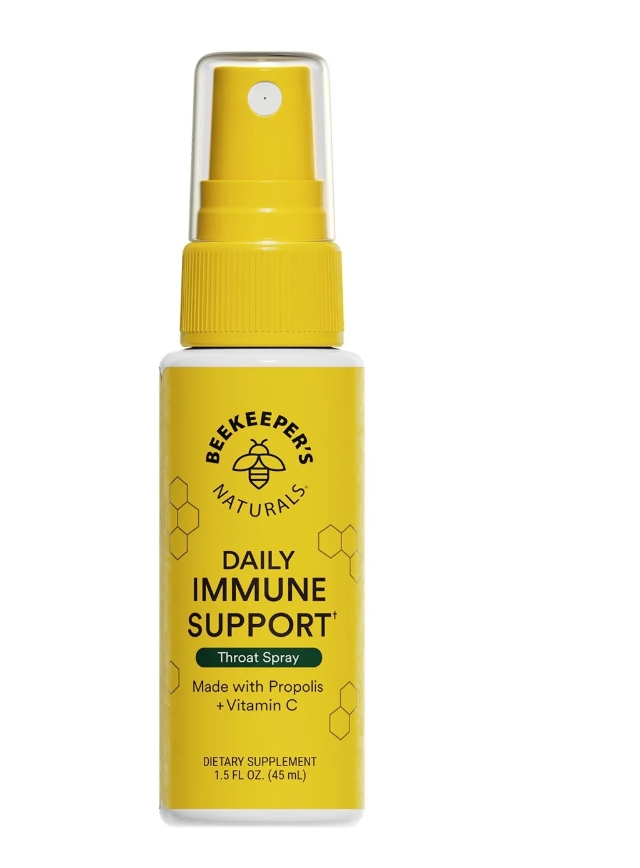 BEEKEEPER'S
NATURALS®
DAILY
IMMUNE
SUPPORT†
Throat Spray
Made with Propolis
+Vitamin C
DIETARY SUPPLEMENT
1.5 FL OZ. (45 mL)